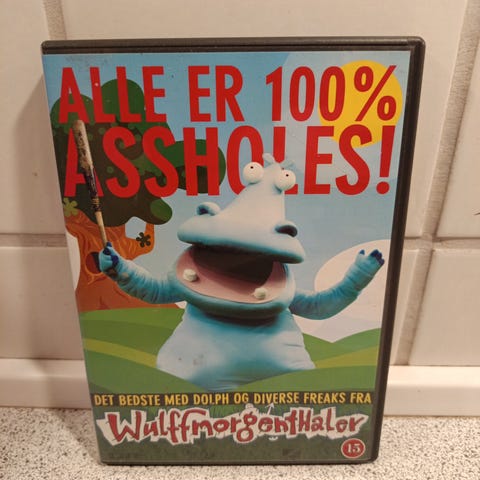 ALLE ER 100%
ASSHOLES!
DET BEDSTE MED DOLPH OG DIVERSE FREAKS FRA
Wulffmorgenthaler
15